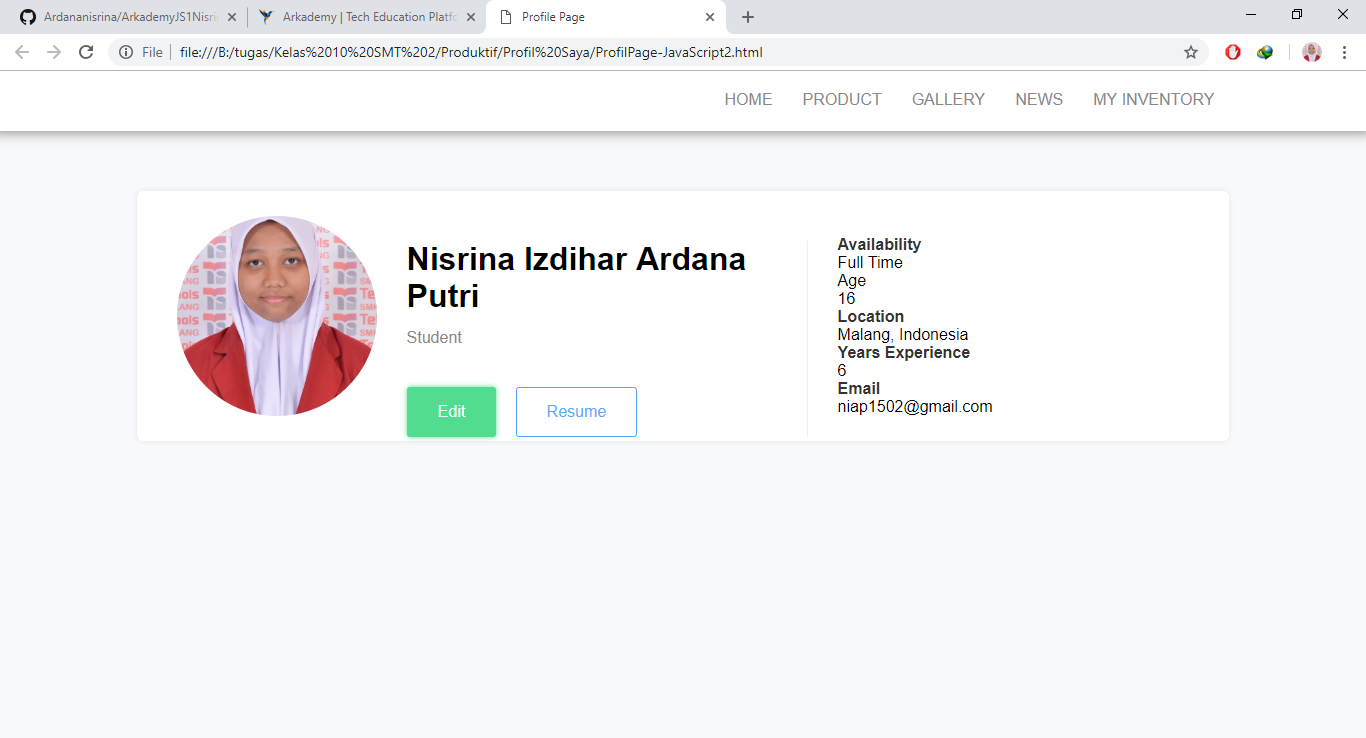 Ardananisrina/ArkademyJS1Nisri
Arkademy | Tech Education Platfo
Profile Page
File
file:///B:/tugas/Kelas%2010%20SMT%202/Produktif/Profil%20Saya/ProfilPage-JavaScript2.html
HOME PRODUCT GALLERY NEWS MY INVENTORY
Nisrina Izdihar Ardana
Putri
Student
Edit
Resume
Availability
Full Time
Age
16
Location
Malang, Indonesia
Years Experience
6
Email
niap1502@gmail.com